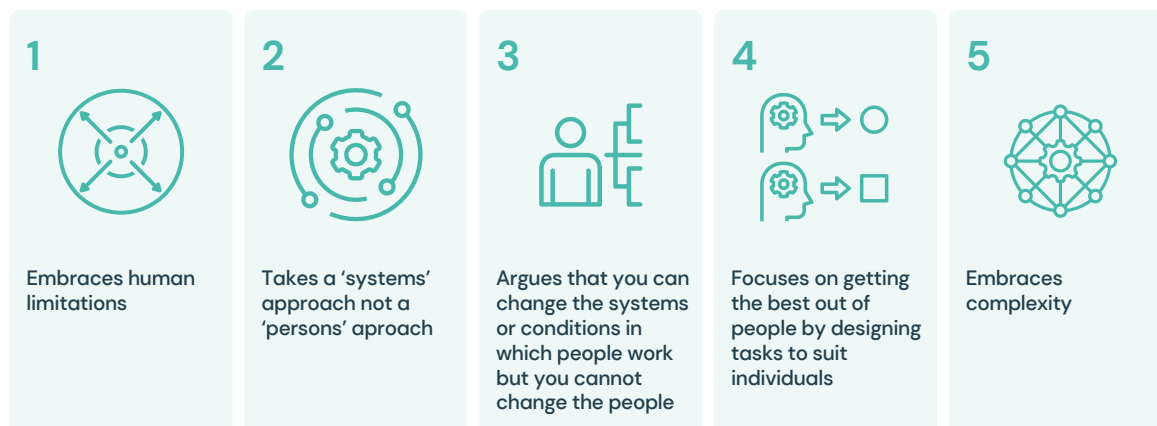 1
Embraces human
limitations
2
Takes a ‘systems’
approach not a
‘persons’ aproach
3
Argues that you can
change the systems
or conditions in
which people work
but you cannot
change the people
4
Focuses on getting
the best out of
people by designing
tasks to suit
individuals
5
Embraces
complexity